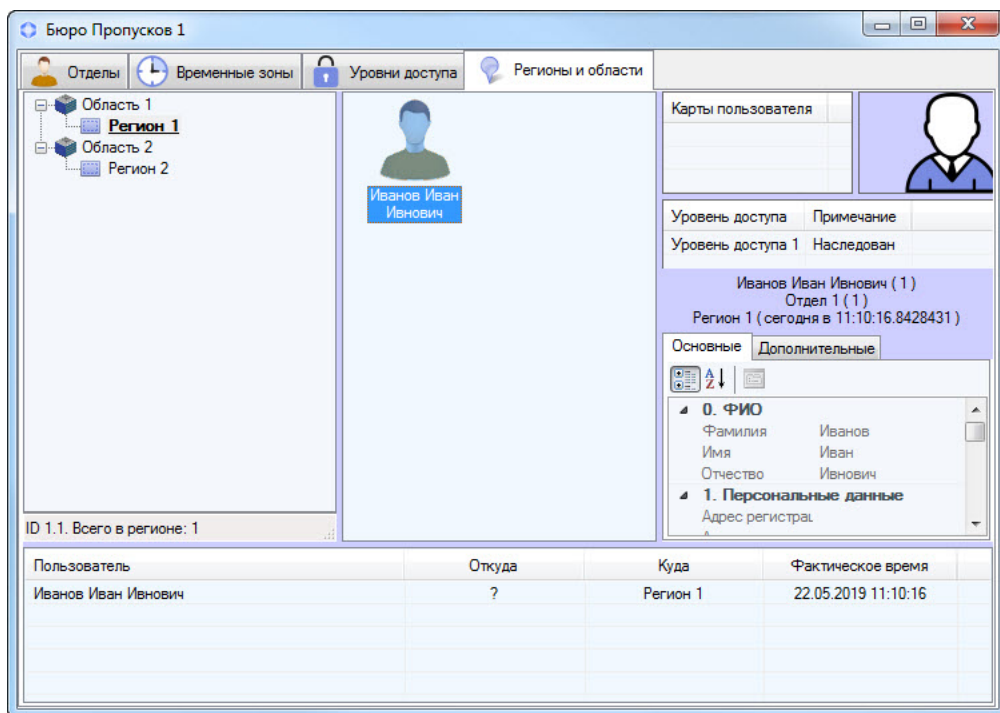 Бюро Пропусков 1
Отделы Временные зоны Уровни доступа Регионы и области
Область 1
Регион 1
Область 2
Регион 2
ID 1.1. Всего в регионе: 1
Иванов Иван
Ивнович
Карты пользователя
Уровень доступа Примечание
Уровень доступа 1 Наследован
Иванов Иван Ивнович ( 1 )
Отдел 1 ( 1 )
Регион 1 ( сегодня в 11:10:16.8428431 )
Основные Дополнительные
0. ФИО
Фамилия Иванов
Имя Иван
Отчество Ивнович
1. Персональные данные
Адрес регистрац
Пользователь Откуда Куда Фактическое время
Иванов Иван Ивнович ? Регион 1 22.05.2019 11:10:16